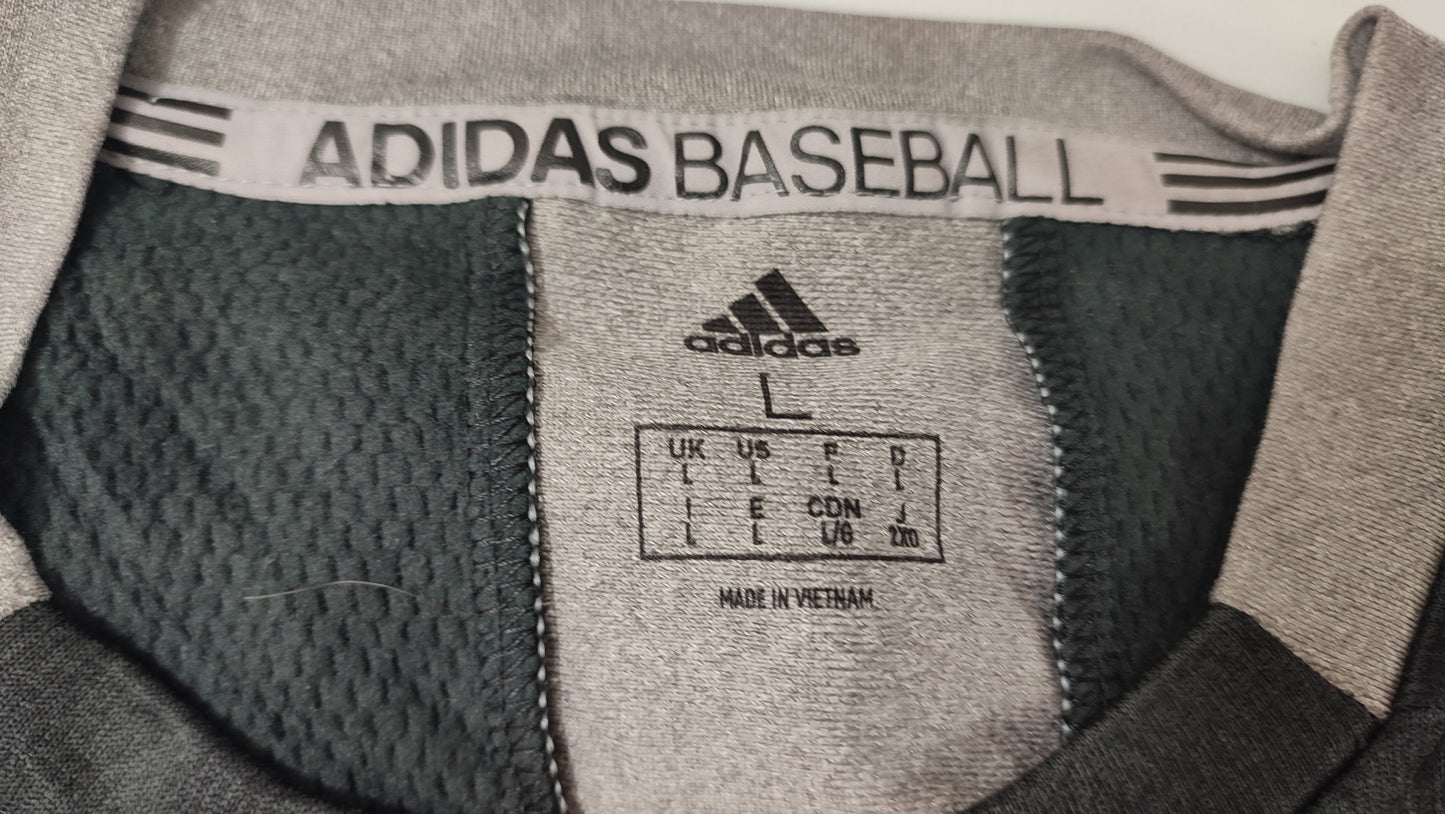 ADIDAS BASEBALL
adidas
L
UK US F D
L L L L
I E CDN J
L L L/G 2XO
MADE IN VIETNAM